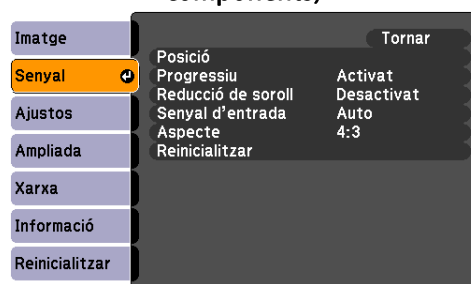 components)
Imatge
Senyal
Ajustos
Ampliada
Xarxa
Informació
Reinicialitzar
Tornar
Posició
Progressiu Activat
Reducció de soroll Desactivat
Senyal d'entrada Auto
Aspecte 4:3
Reinicialitzar